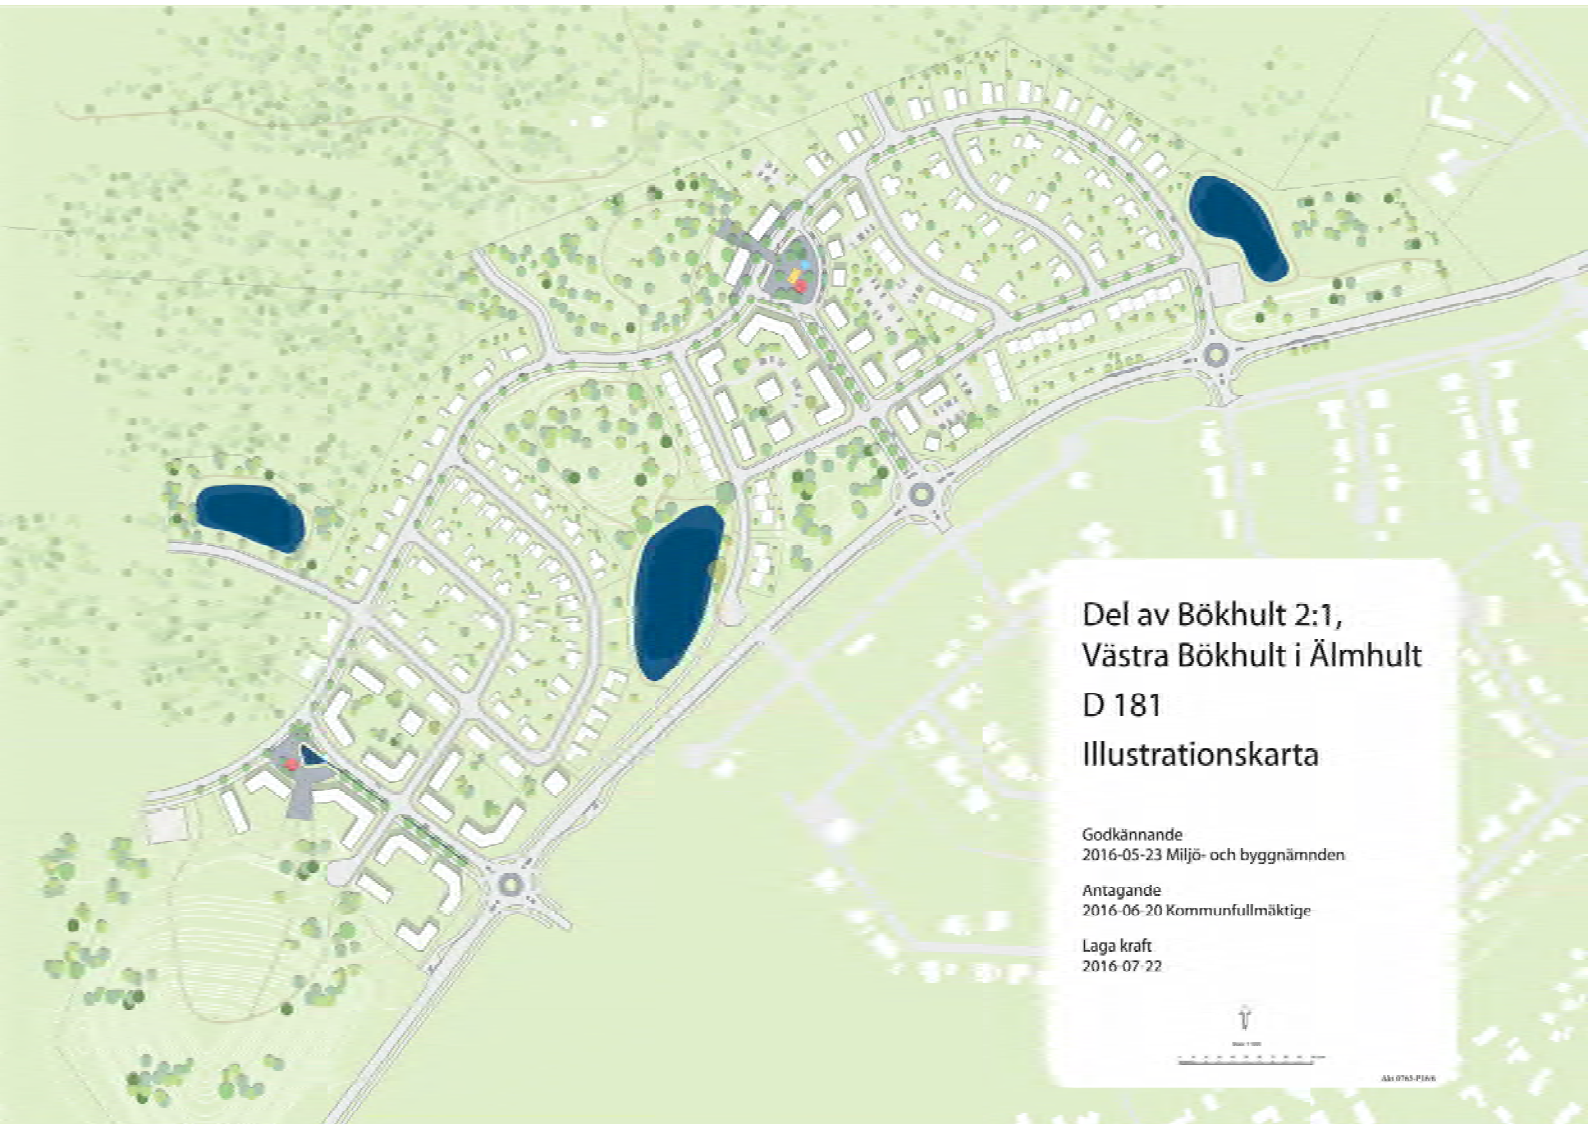 Del av Bökhult 2:1,
Västra Bökhult i Älmhult
D 181
Illustrationskarta
Godkännande
2016-05-23 Miljö- och byggnämnden
Antagande
2016-06-20 Kommunfullmäktige
Laga kraft
2016-07-22